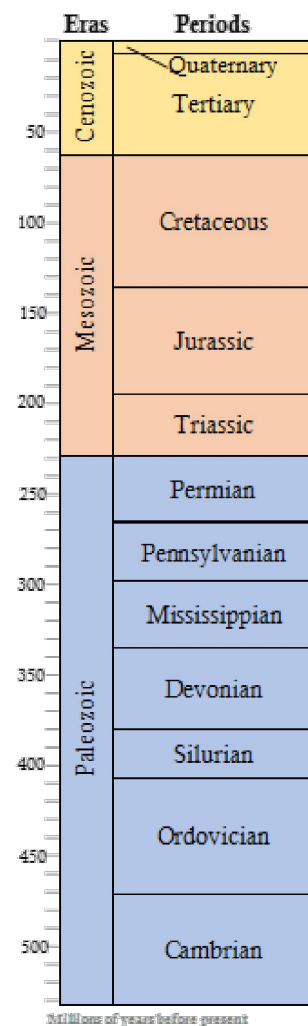 Eras Periods
Cenozoic
Quaternary
Tertiary
50
100
Cretaceous
Mesozoic
150
Jurassic
200
Triassic
250
Permian
Pennsylvanian
300
Mississippian
350
Devonian
Paleozoic
Silurian
400
Ordovician
450
500
Cambrian
Millions of years before present